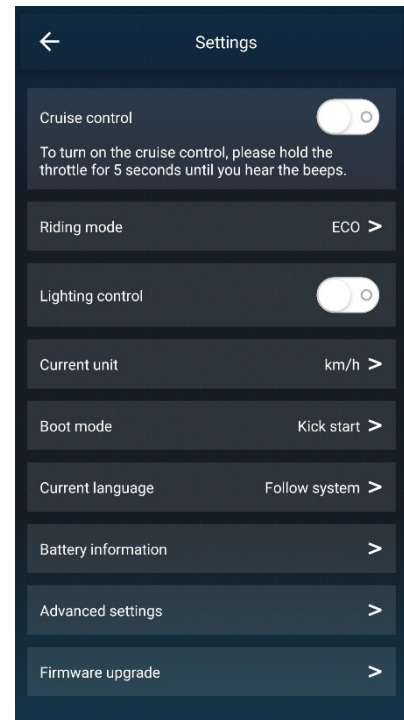 Settings
Cruise control
To turn on the cruise control, please hold the
throttle for 5 seconds until you hear the beeps.
Riding mode ECO >
Lighting control
Current unit km/h >
Boot mode Kick start >
Current language Follow system >
Battery information >
Advanced settings >
Firmware upgrade >